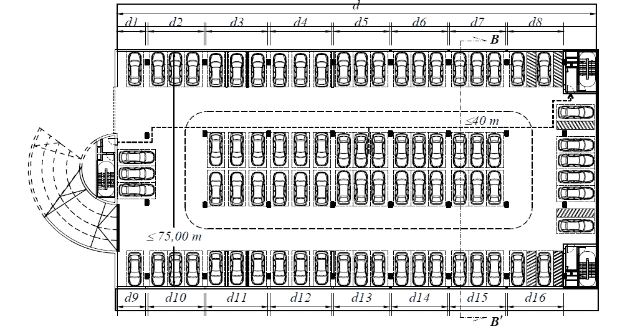 d
d1 d2 d3 d4 d5 d6 d7 d8
B
≤40 m
≤ 75,00 m
d9 d10 d11 d12 d13 d14 d15 d16
B'